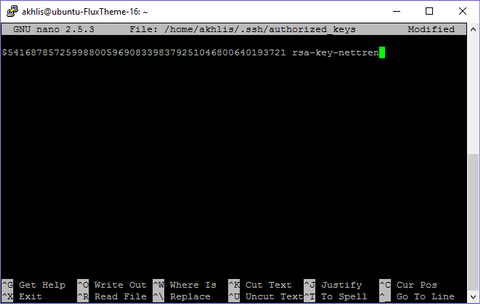 akhlis@ubuntu-FluxTheme-16: ~
GNU nano 2.5.3 File: /home/akhlis/.ssh/authorized_keys Modified
$54168785725998800596908339837925104680064019372​1 rsa-key-nettren
^G Get Help ^O Write Out ^W Where Is ^K Cut Text ^J Justify ^C Cur Pos
^X Exit ^R Read File ^\ Replace ^U Uncut Text ^T To Spell ^_ Go To Line